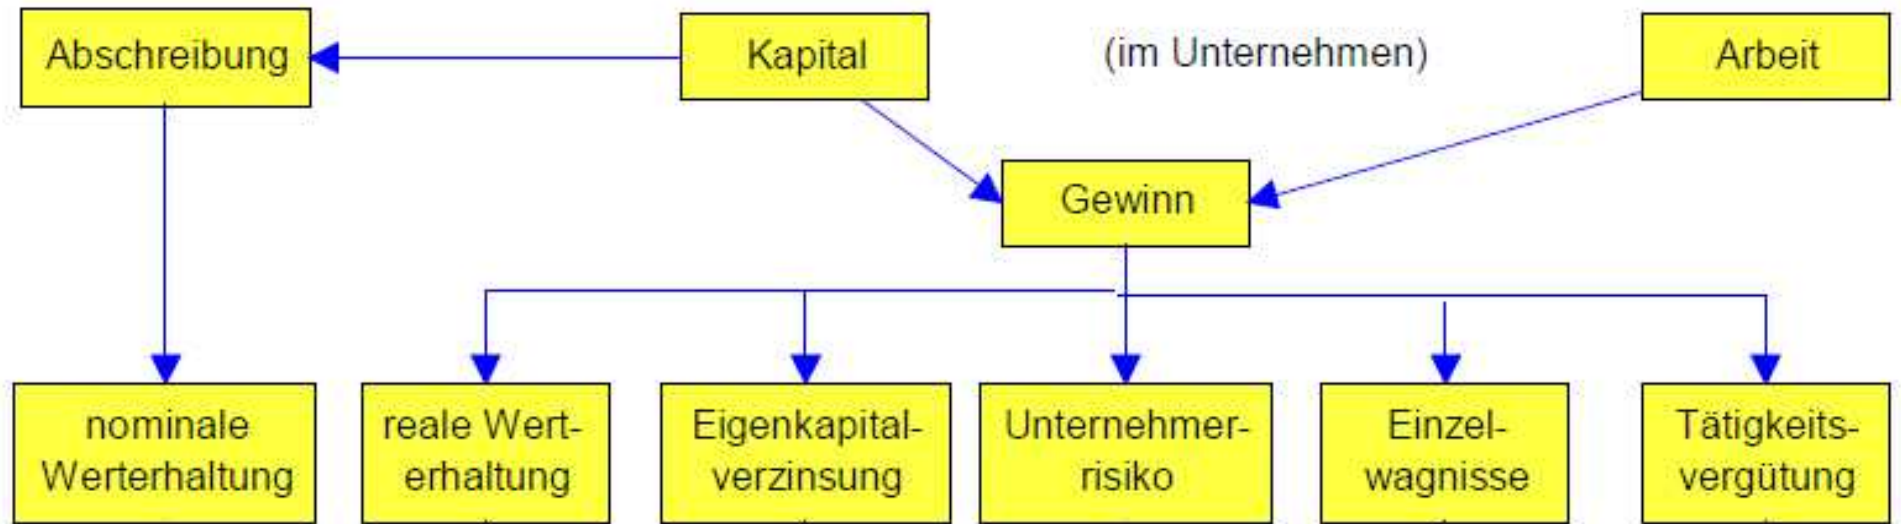 Abschreibung
Kapital
(im Unternehmen)
Arbeit
Gewinn
nominale
Werterhaltung
reale Wert-
erhaltung
Eigenkapital-
verzinsung
Unternehmer-
risiko
Einzel-
wagnisse
Tätigkeits-
vergütung